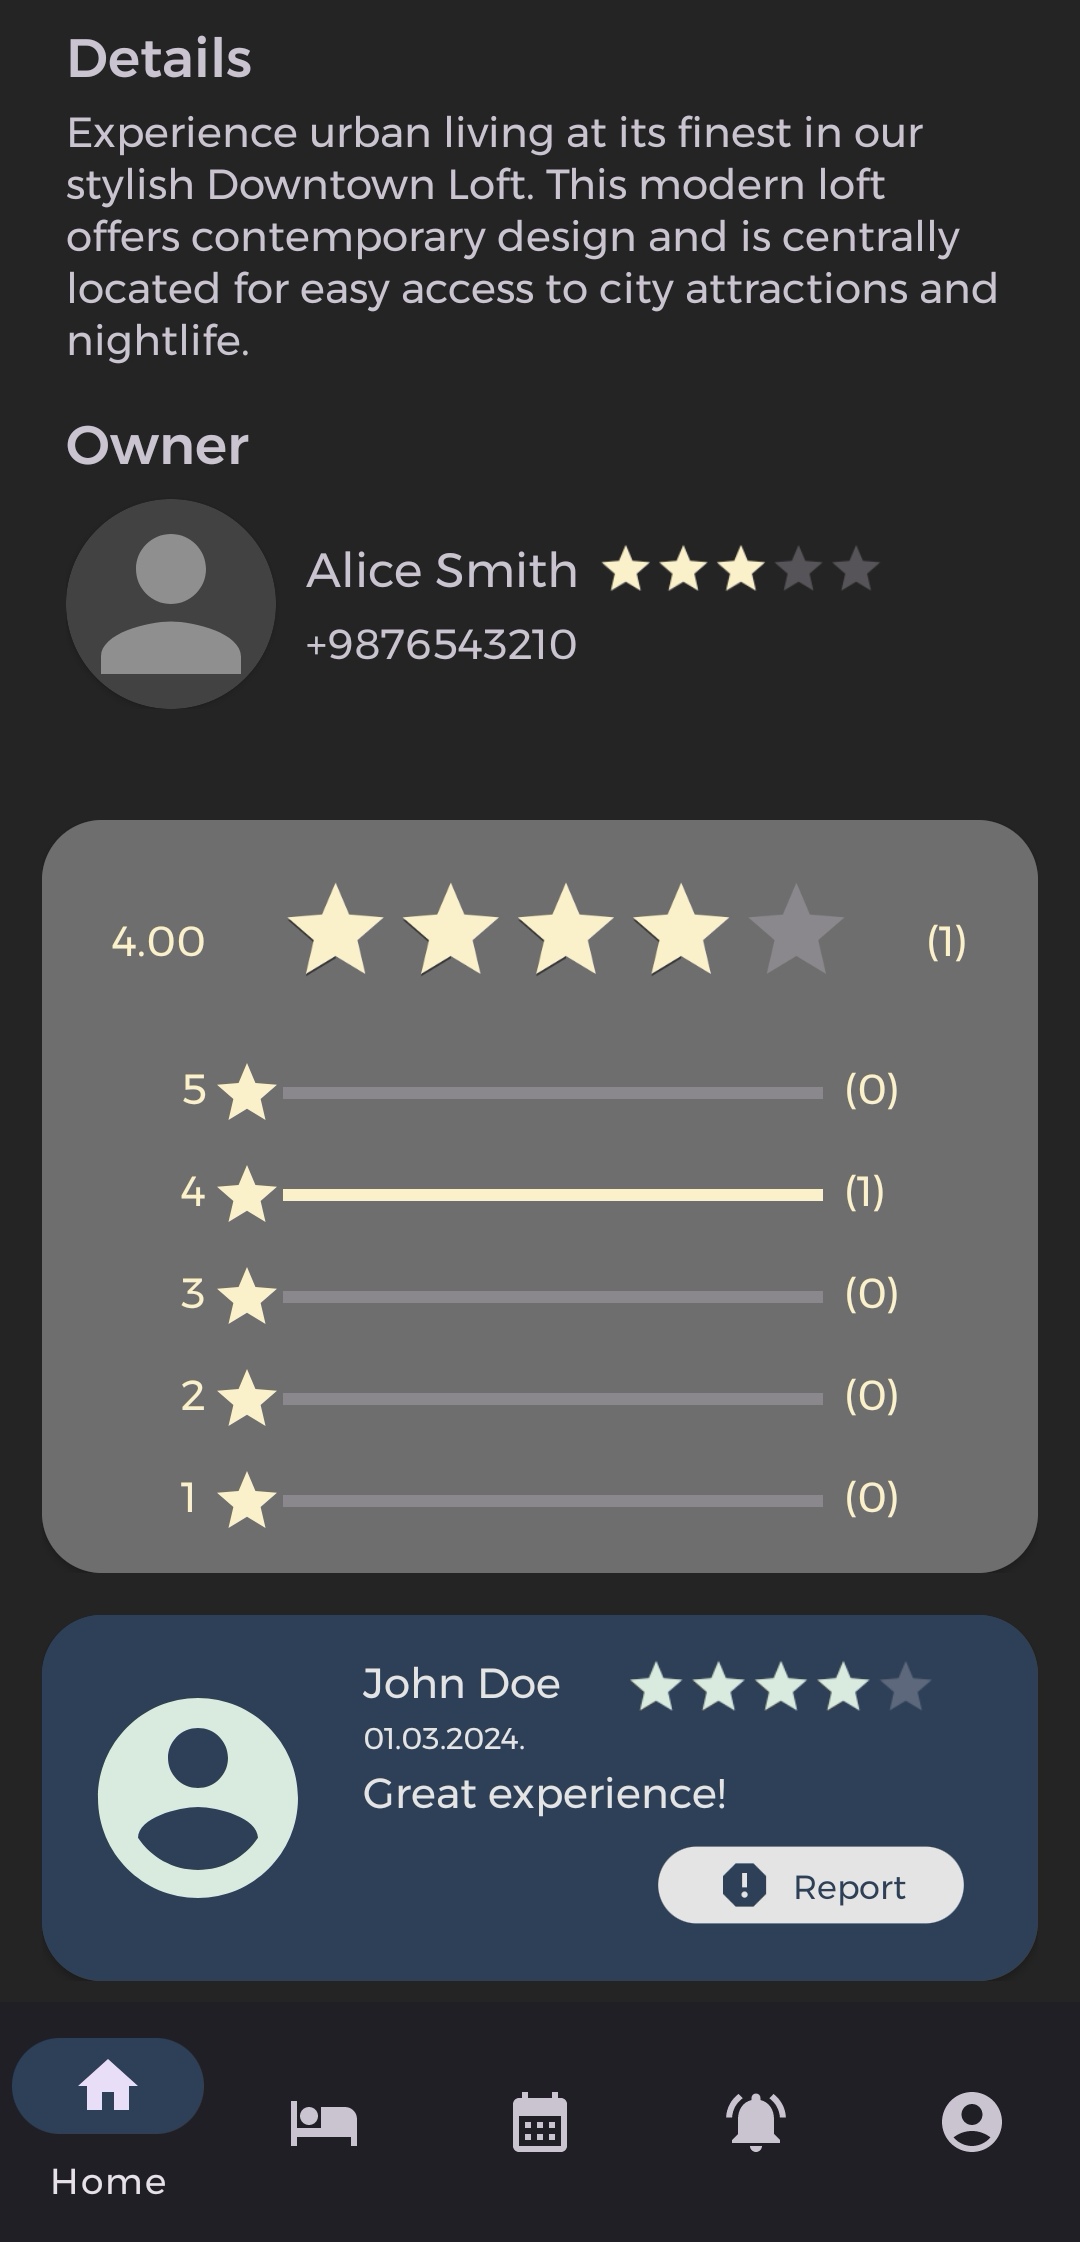 Details
Experience urban living at its finest in our
stylish Downtown Loft. This modern loft
offers contemporary design and is centrally
located for easy access to city attractions and
nightlife.
Owner
Alice Smith
+9876543210
4.00 (1)
5 (0)
4 (1)
3 (0)
2 (0)
1 (0)
John Doe
01.03.2024.
Great experience!
Report
Home